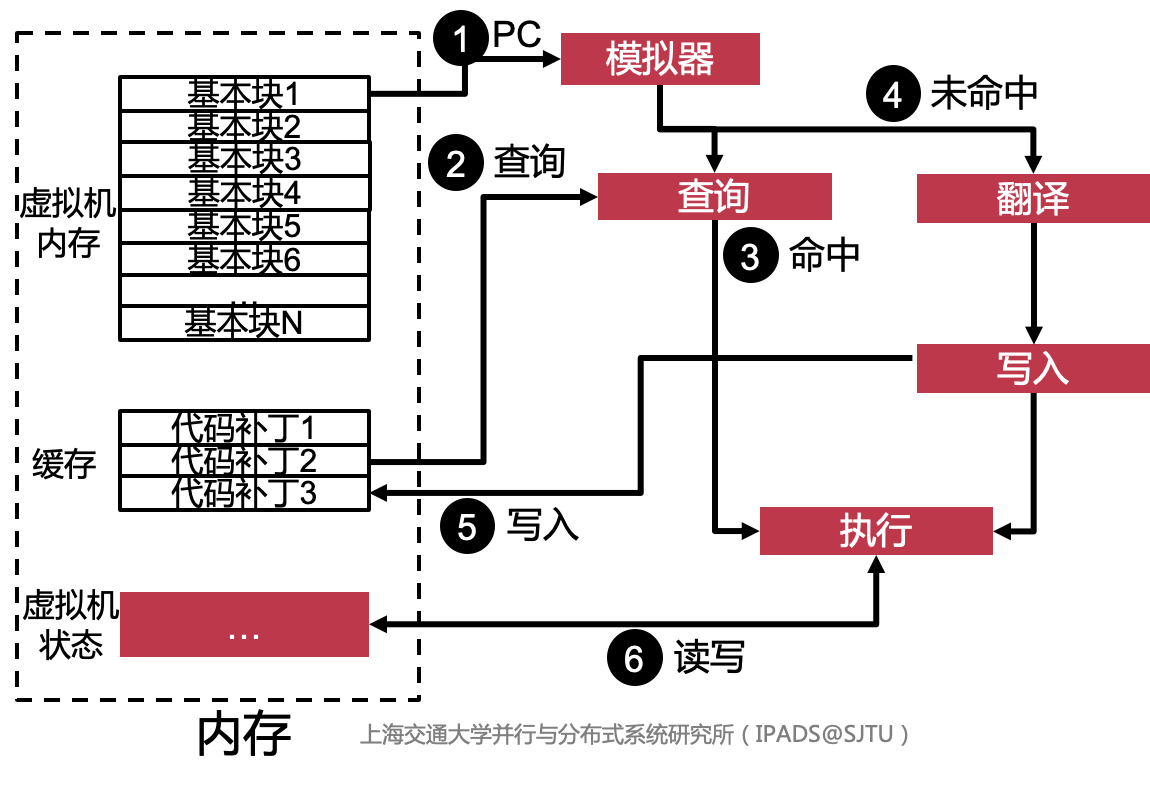 1 PC
模拟器
4 未命中
基本块1
基本块2
基本块3
基本块4
基本块5
基本块6
...
基本块N
虚拟机
内存
2 查询
查询
翻译
3 命中
写入
代码补丁1
代码补丁2
代码补丁3
缓存
5 写入
执行
虚拟机
状态
...
6 读写
内存
上海交通大学并行与分布式系统研究所（IPADS@SJTU）